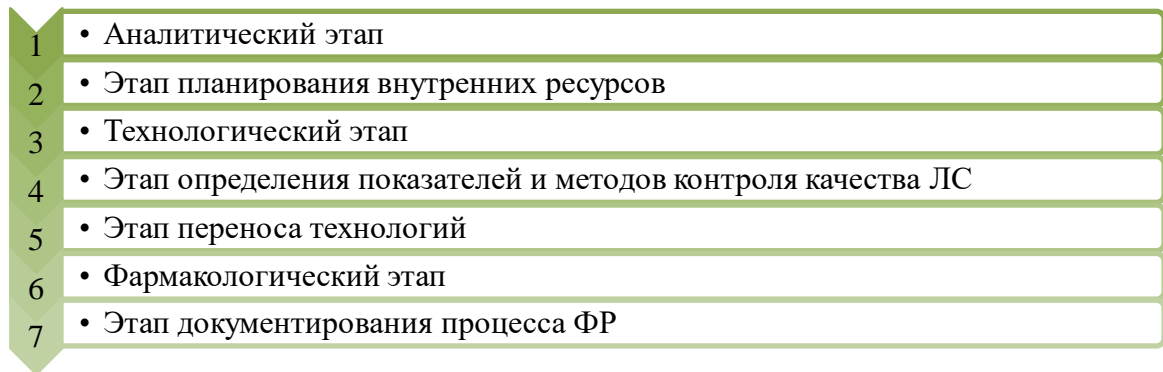 1 • Аналитический этап
2 • Этап планирования внутренних ресурсов
3 • Технологический этап
4 • Этап определения показателей и методов контроля качества ЛС
5 • Этап переноса технологий
6 • Фармакологический этап
7 • Этап документирования процесса ФР